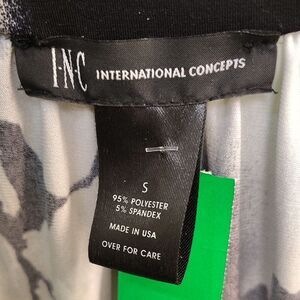 I·N·C INTERNATIONAL CONCEPTS
S
95% POLYESTER
5% SPANDEX
MADE IN USA
OVER FOR CARE